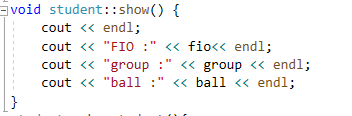 void student::show() {
cout << endl;
cout << "FIO :" << fio<< endl;
cout << "group :" << group << endl;
cout << "ball :" << ball << endl;
}